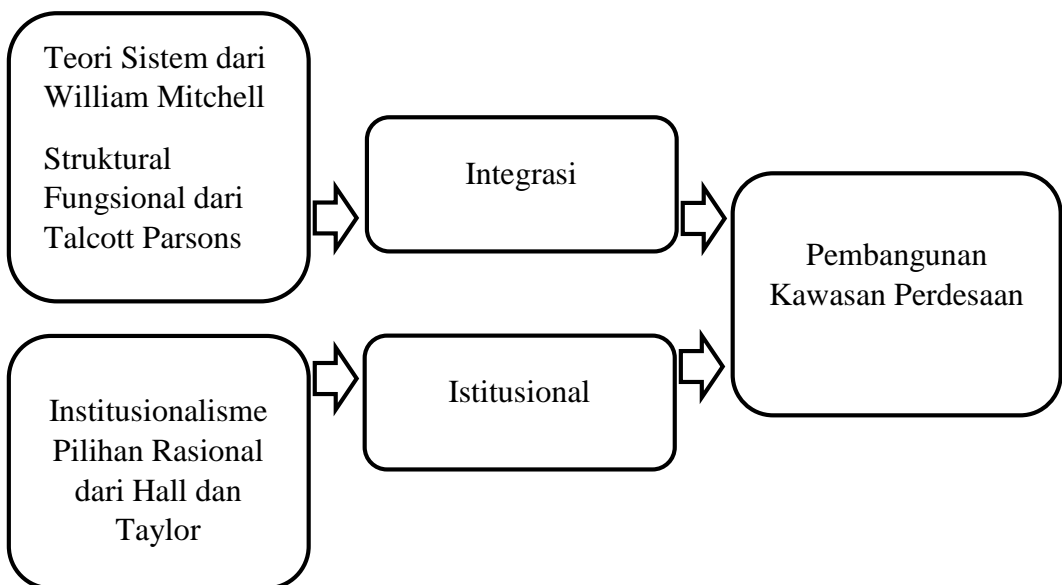 Teori Sistem dari
William Mitchell
Struktural
Fungsional dari
Talcott Parsons
Integrasi
Pembangunan
Kawasan Perdesaan
Institusionalisme
Pilihan Rasional
dari Hall dan
Taylor
Istitusional